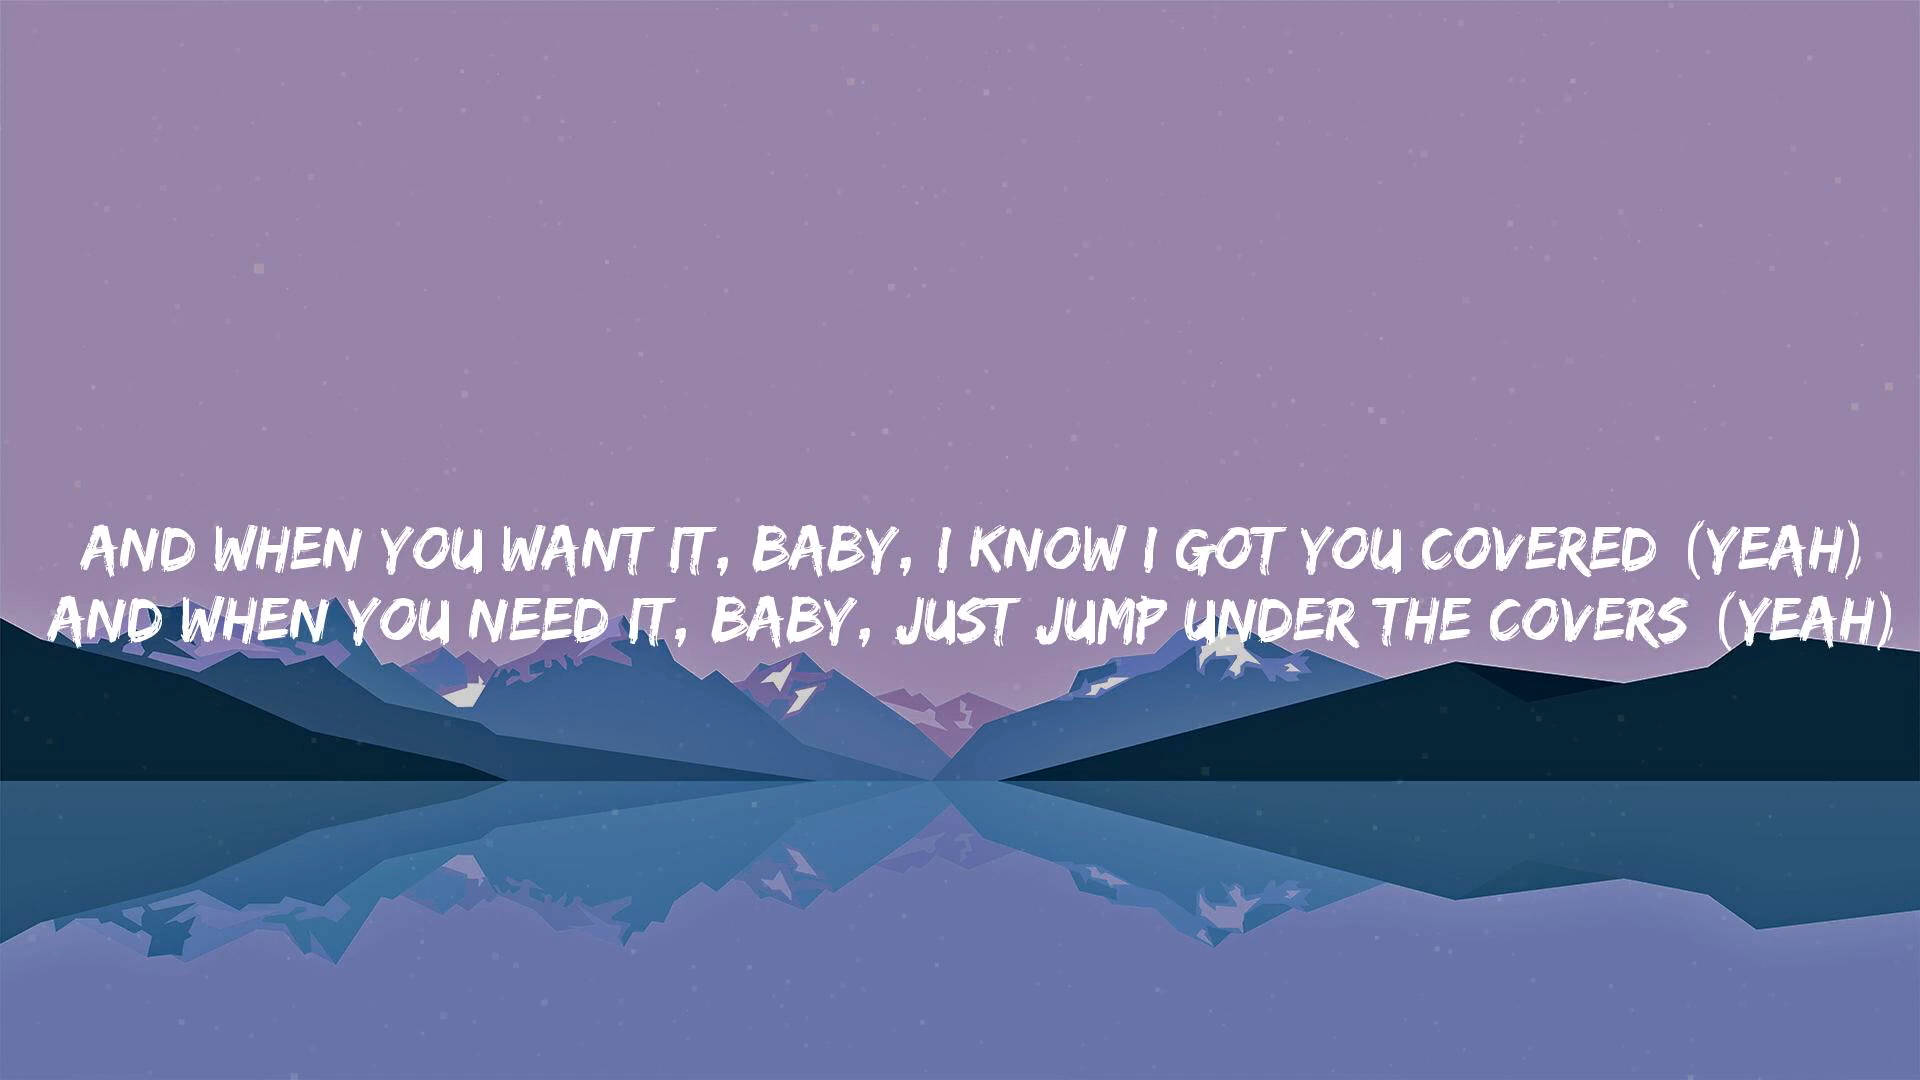 AND WHEN YOU WANT IT, BABY, I KNOW I GOT YOU COVERED (YEAH)
AND WHEN YOU NEED IT, BABY, JUST JUMP UNDER THE COVERS (YEAH)